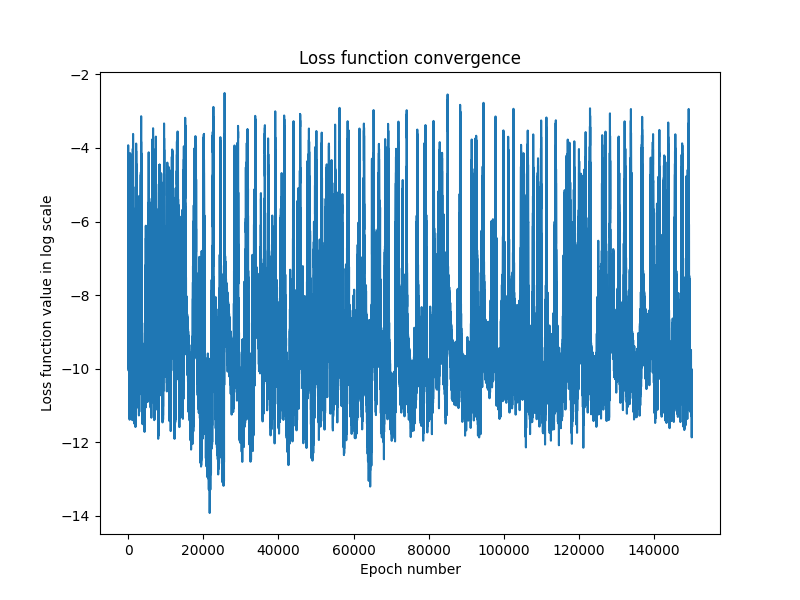 Loss function convergence
−2
−4
−6
−8
−10
−12
−14
Loss function value in log scale
0 20000 40000 60000 80000 100000 120000 140000
Epoch number